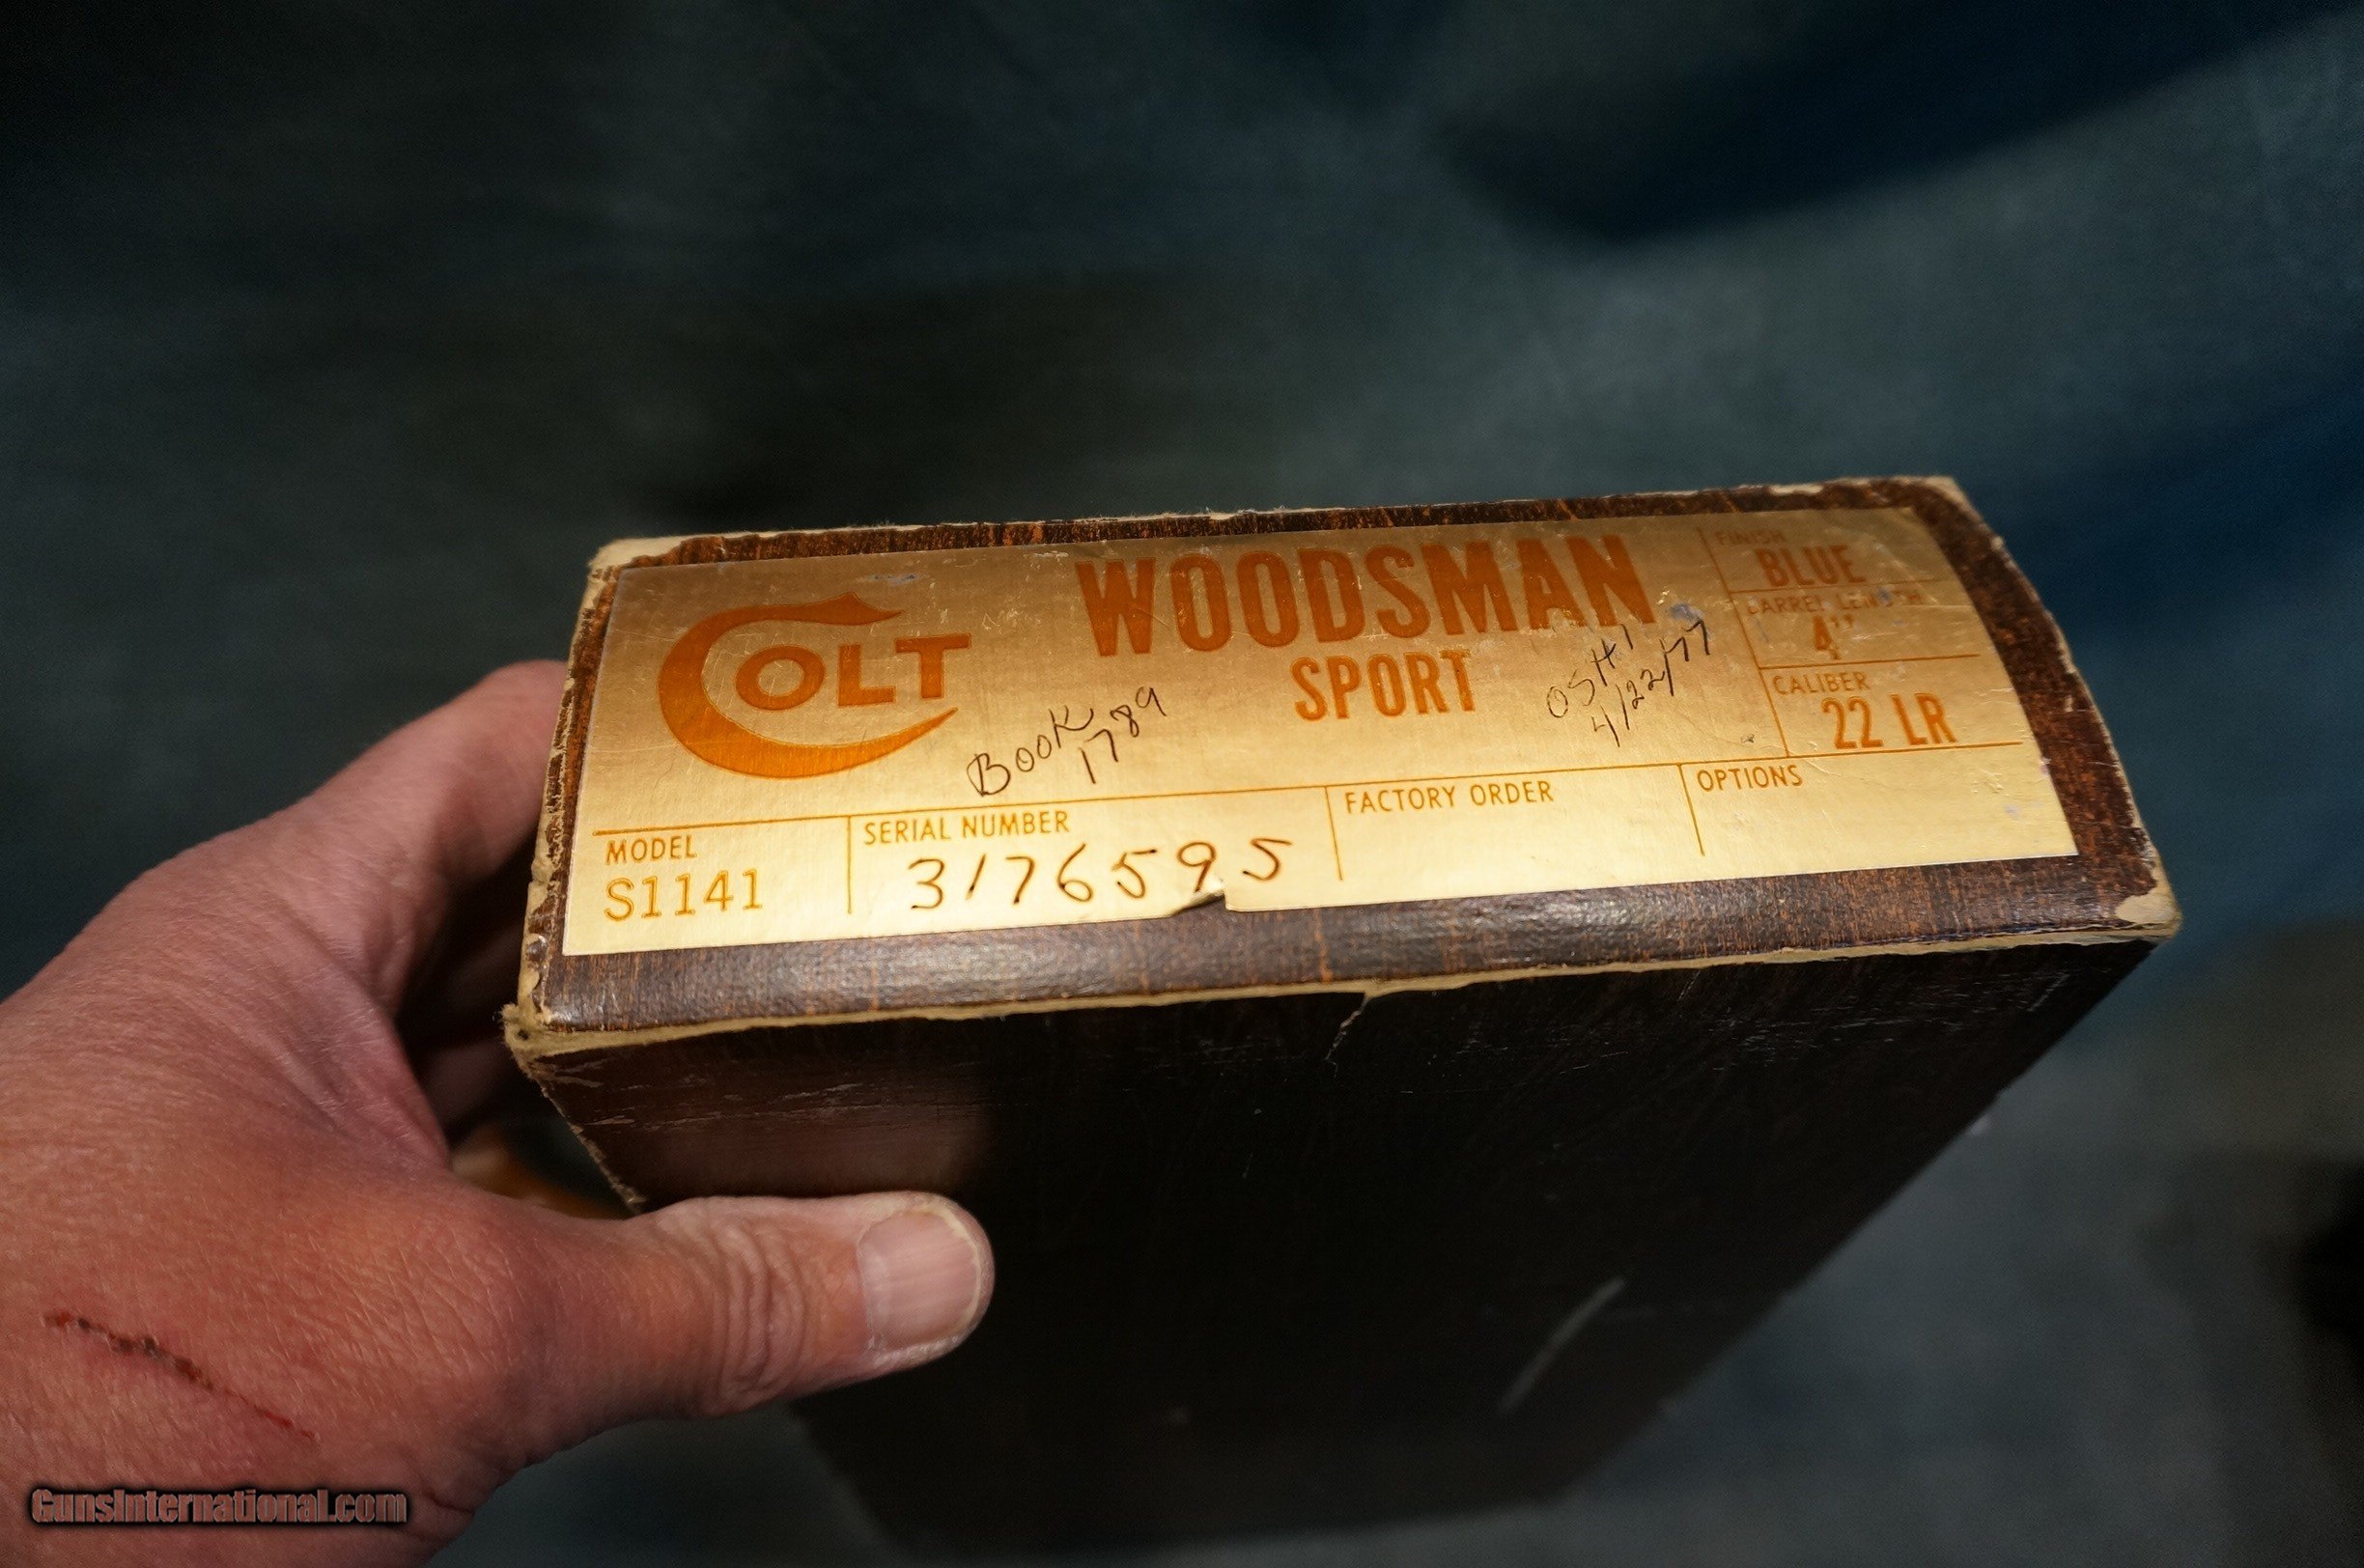 COLT
WOODSMAN
SPORT
BOOK
1789
4/22/77
FINISH
BLUE
BARREL LENGTH
4"
CALIBER
22 LR
MODEL
S1141
SERIAL NUMBER
3176595
FACTORY ORDER
OPTIONS
GunsInternational.com